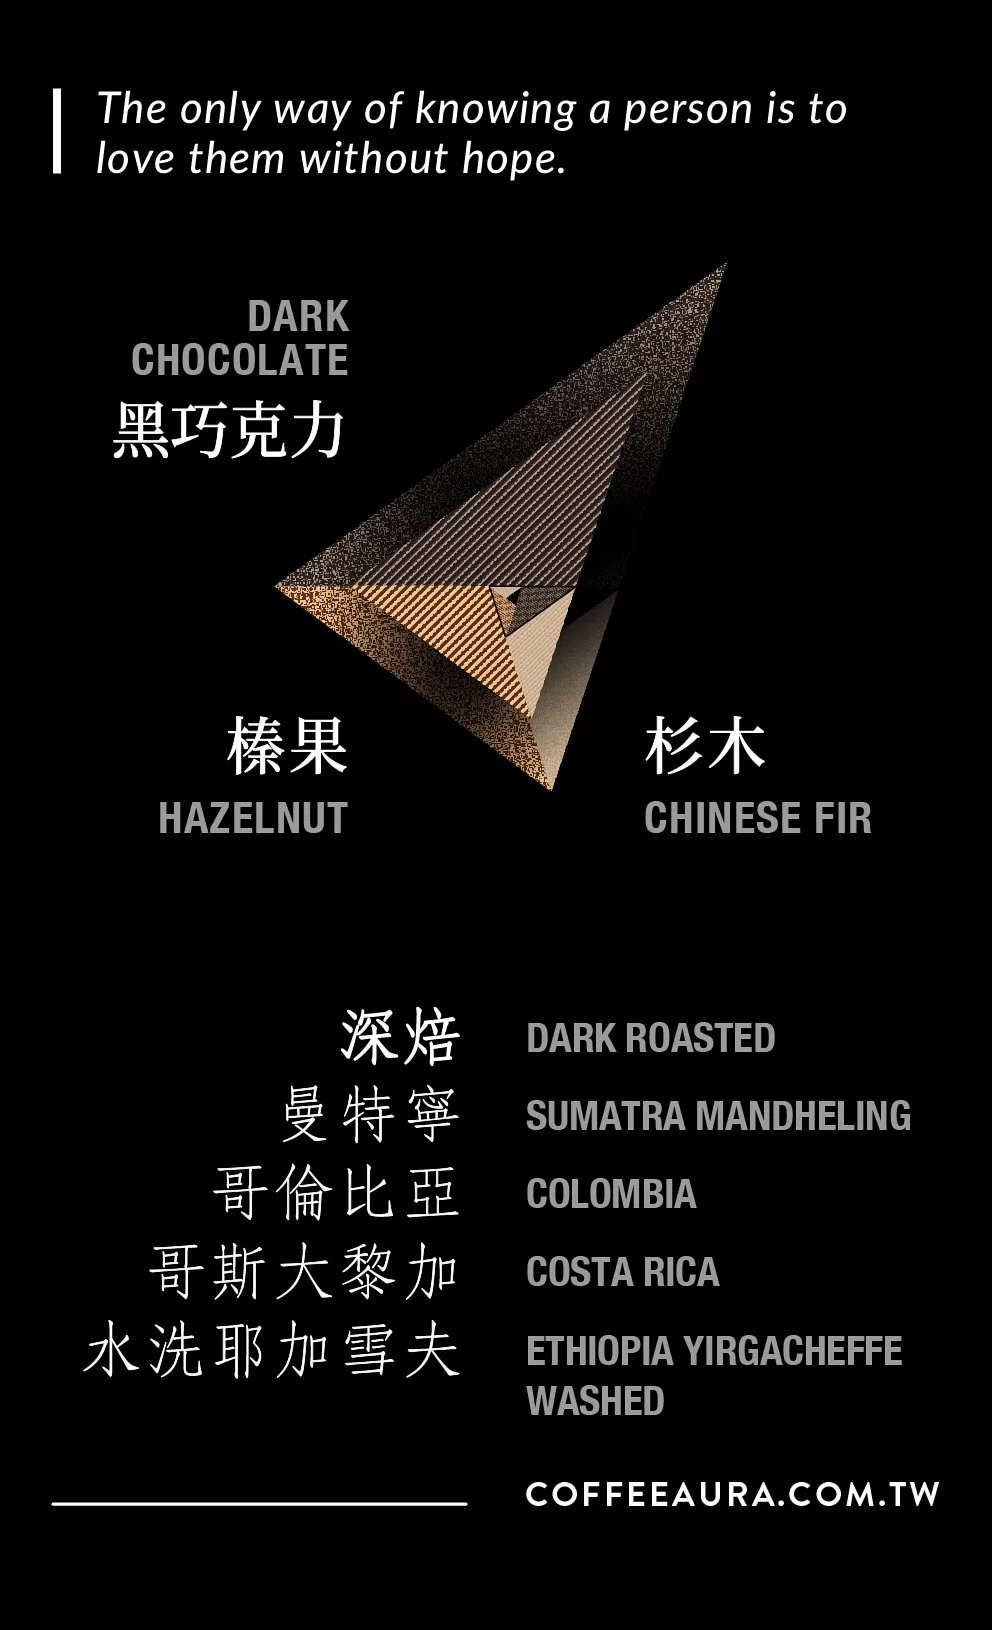 The only way of knowing a person is to
love them without hope.
DARK
CHOCOLATE
黑巧克力
榛果
HAZELNUT
杉木
CHINESE FIR
深焙
DARK ROASTED
曼特寧
SUMATRA MANDHELING
哥倫比亞
COLOMBIA
哥斯大黎加
COSTA RICA
水洗耶加雪夫
ETHIOPIA YIRGACHEFFE
WASHED
COFFEEAURA.COM.TW